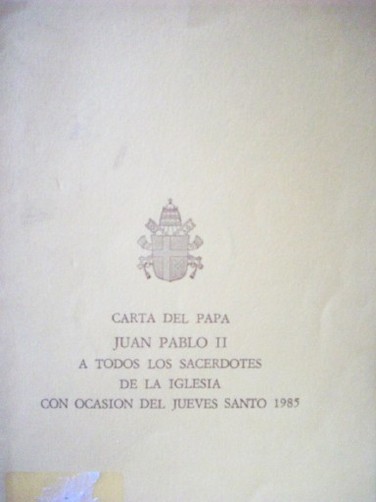 CARTA DEL PAPA
JUAN PABLO II
A TODOS LOS SACERDOTES
DE LA IGLESIA
CON OCASION DEL JUEVES SANTO 1985